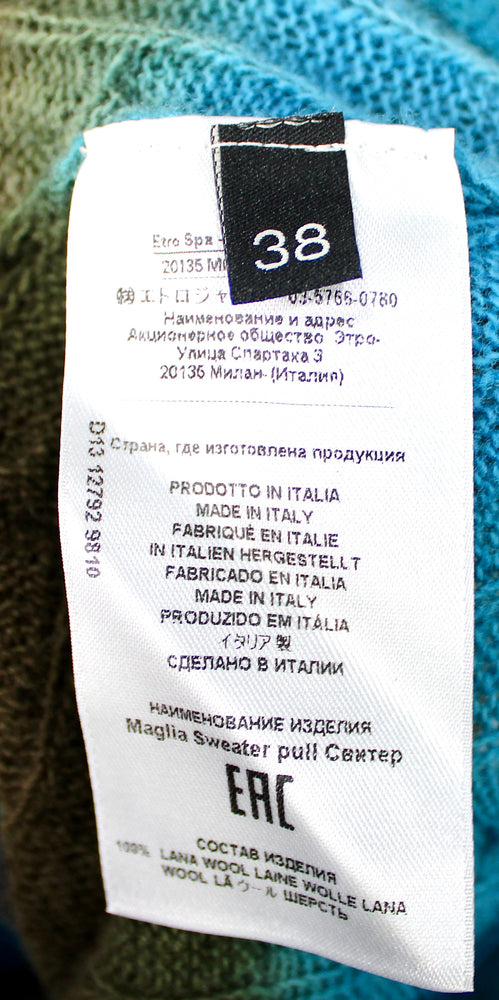 38
Etro Spa -
20135 Mi
㈱エトロジャ 03-5766-0780
Наименование и адрес
Акционерное общество Этро-
Улица Спартака 3
20135 Милан- (Италия)
Страна, где изготовлена продукция
D13 12792 98 10
PRODOTTO IN ITALIA
MADE IN ITALY
FABRIQUÉ EN ITALIE
IN ITALIEN HERGESTELLT
FABRICADO EN ITALIA
MADE IN ITALY
PRODUZIDO EM ITÁLIA
イタリア製
СДЕЛАНО В ИТАЛИИ
НАИМЕНОВАНИЕ ИЗДЕЛИЯ
Maglia Sweater pull Свитер
EAC
СОСТАВ ИЗДЕЛИЯ
100% LANA WOOL LAINE WOLLE LANA
WOOL LÃ ウール ШЕРСТЬ